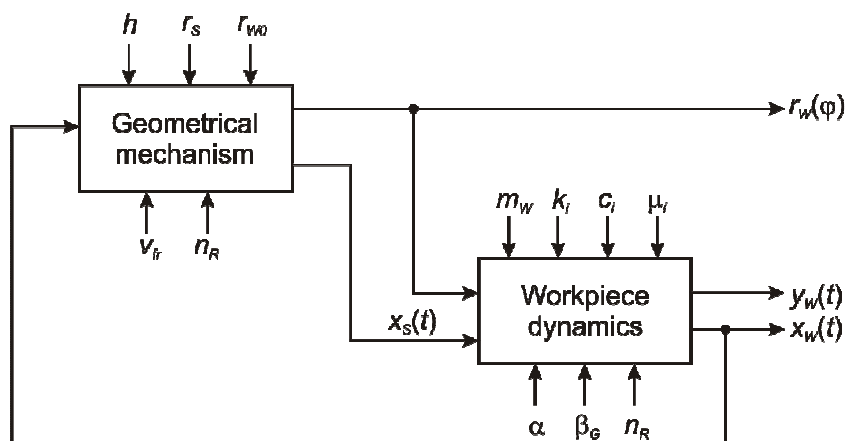 h r_s r_w0
Geometrical
mechanism
r_w(φ)
v_fr n_R
m_W k_i c_i μ_i
Workpiece
dynamics
y_w(t)
x_s(t)
x_w(t)
α β_G n_R